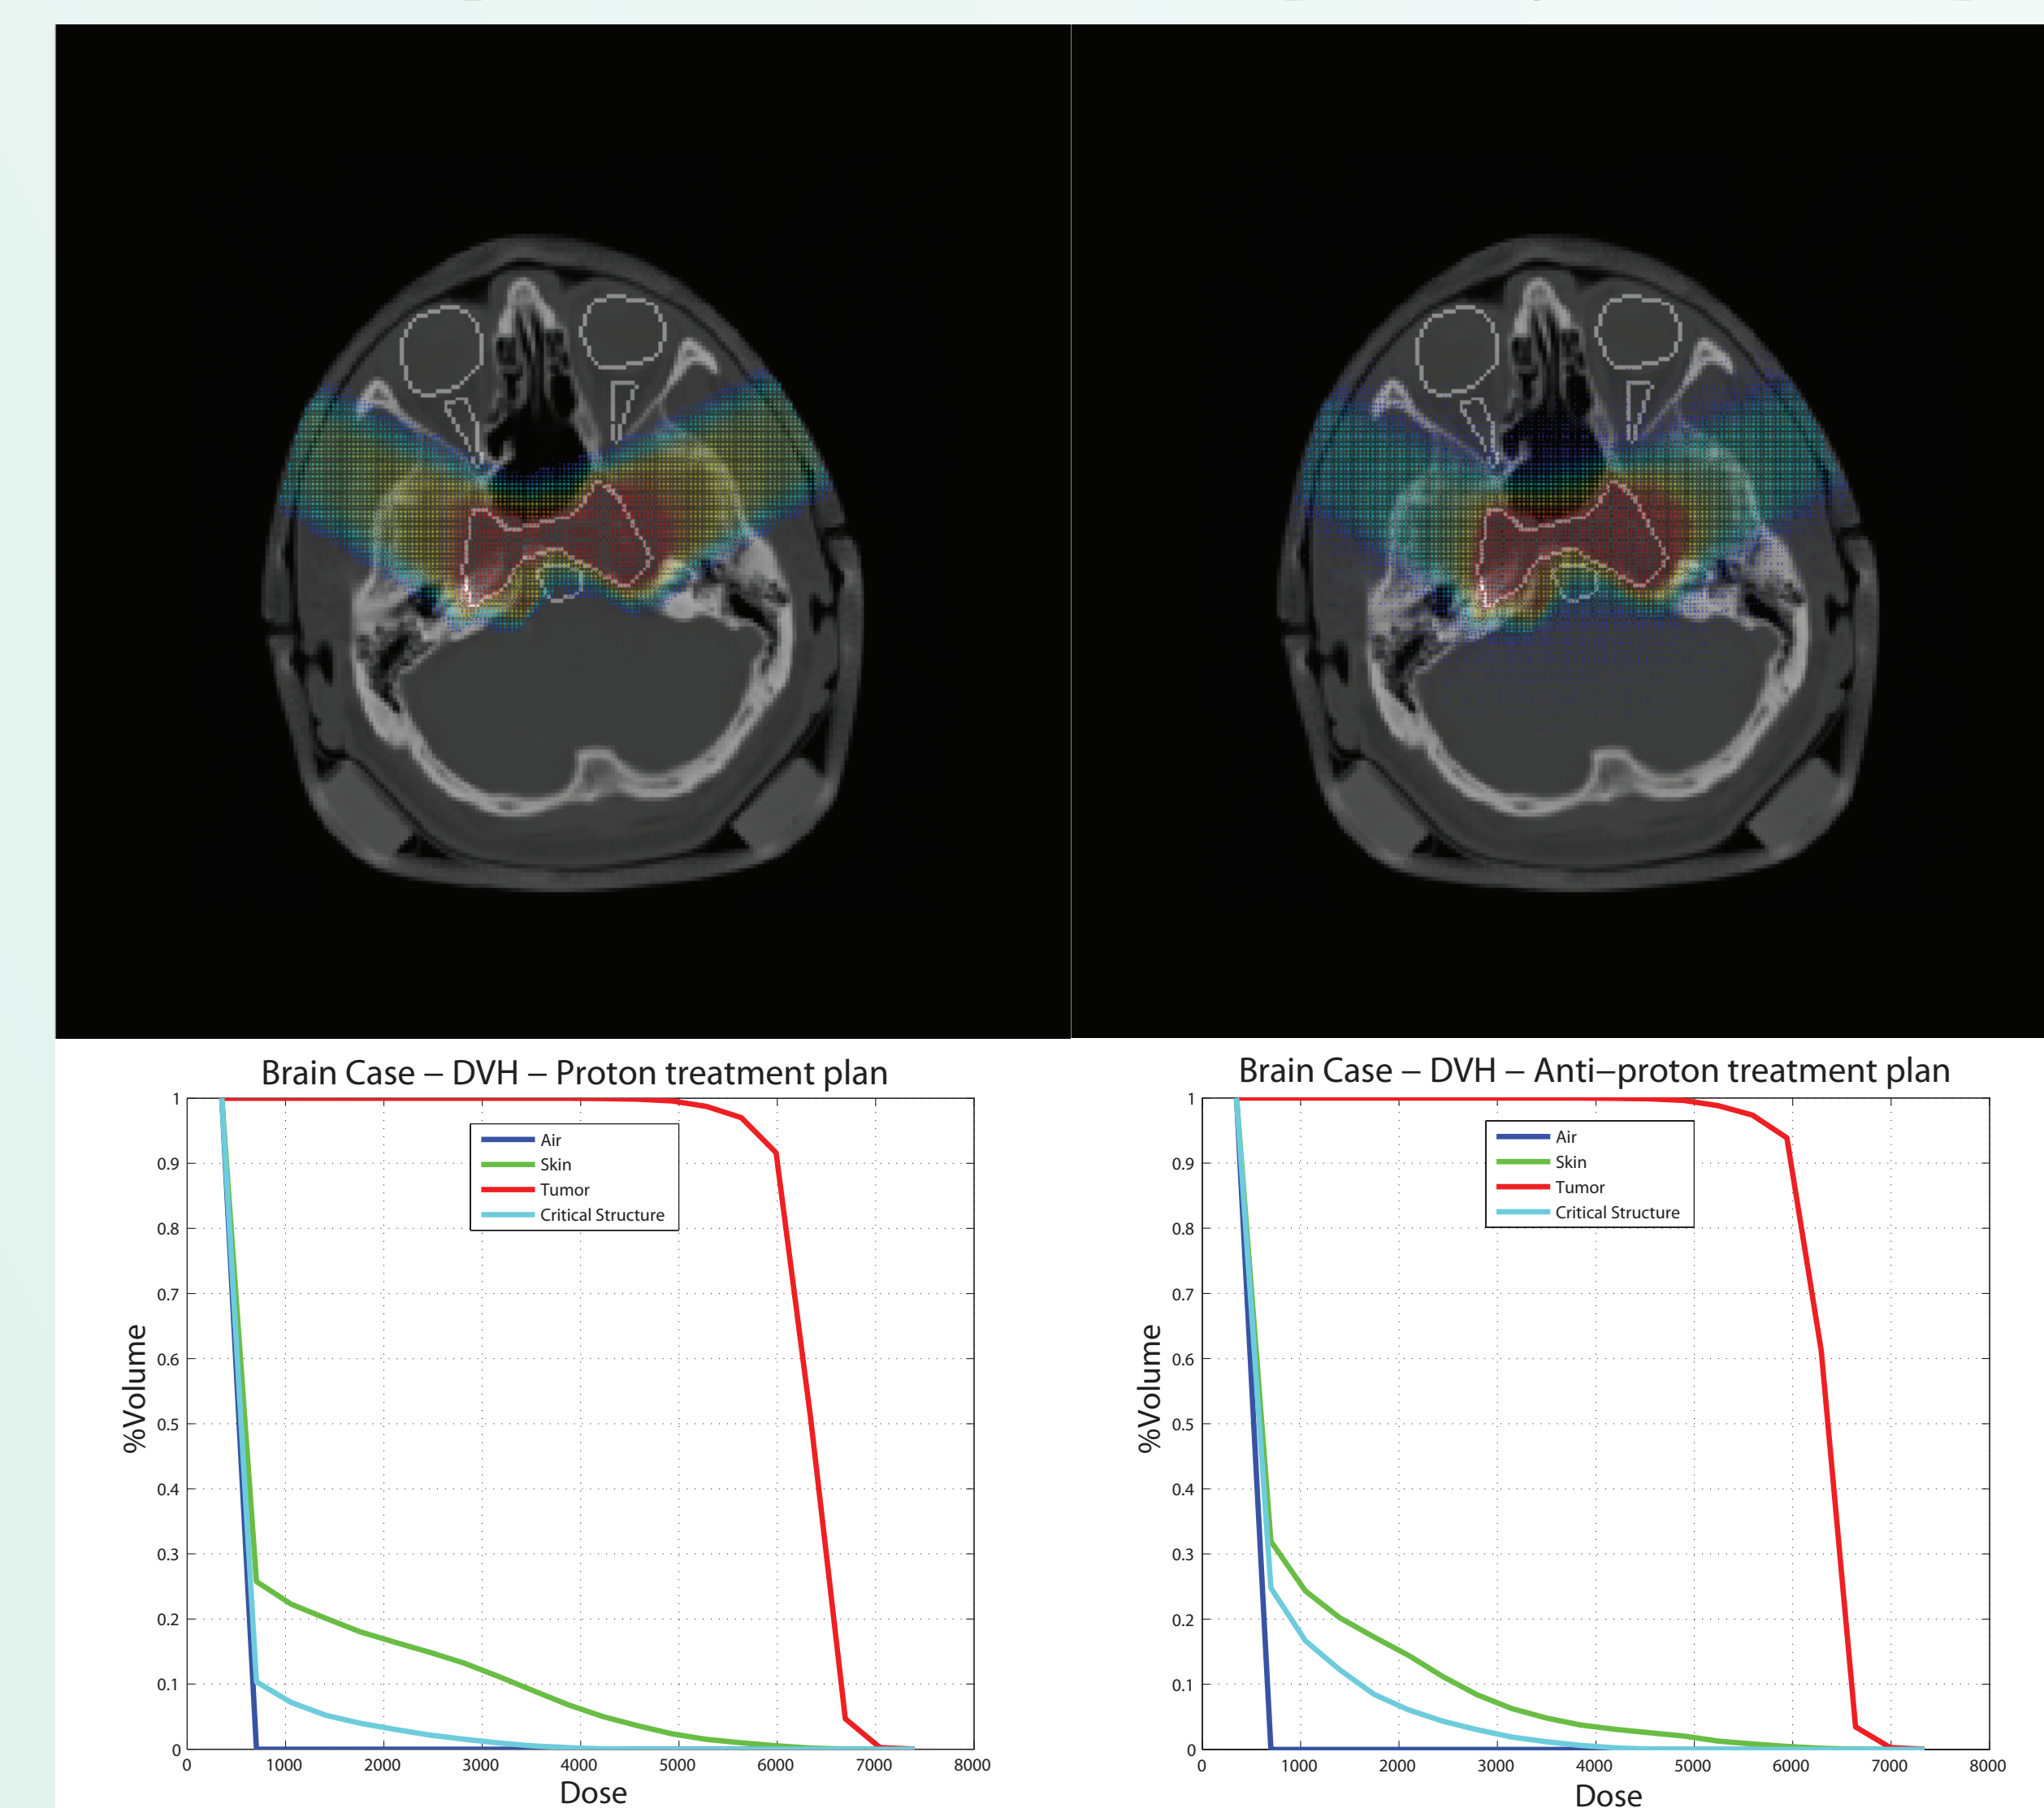 Brain Case – DVH – Proton treatment plan
1
0.9
0.8
0.7
0.6
0.5
0.4
0.3
0.2
0.1
0
%Volume
Air
Skin
Tumor
Critical Structure
0 1000 2000 3000 4000 5000 6000 7000 8000
Dose
Brain Case – DVH – Anti–proton treatment plan
1
0.9
0.8
0.7
0.6
0.5
0.4
0.3
0.2
0.1
0
%Volume
Air
Skin
Tumor
Critical Structure
0 1000 2000 3000 4000 5000 6000 7000 8000
Dose